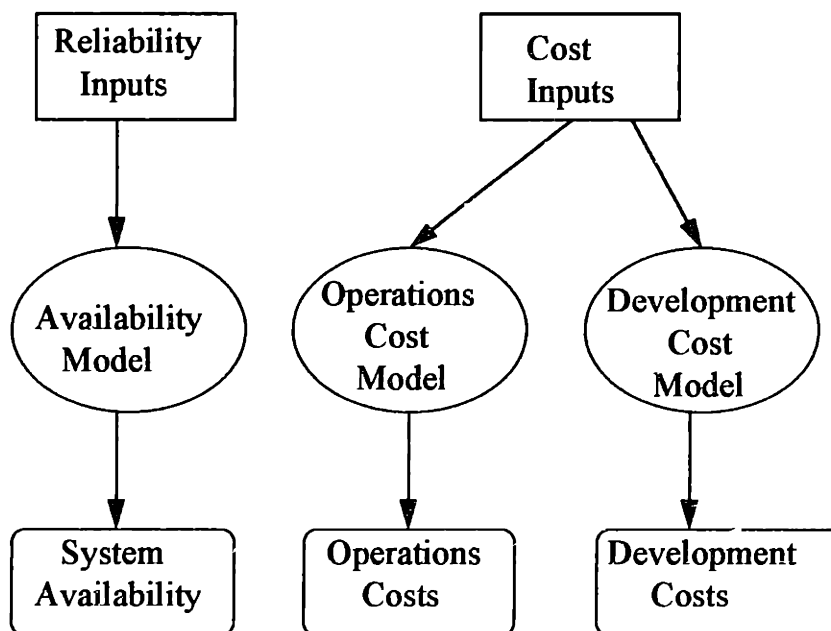 Reliability
Inputs
Cost
Inputs
Availability
Model
Operations
Cost
Model
Development
Cost
Model
System
Availability
Operations
Costs
Development
Costs